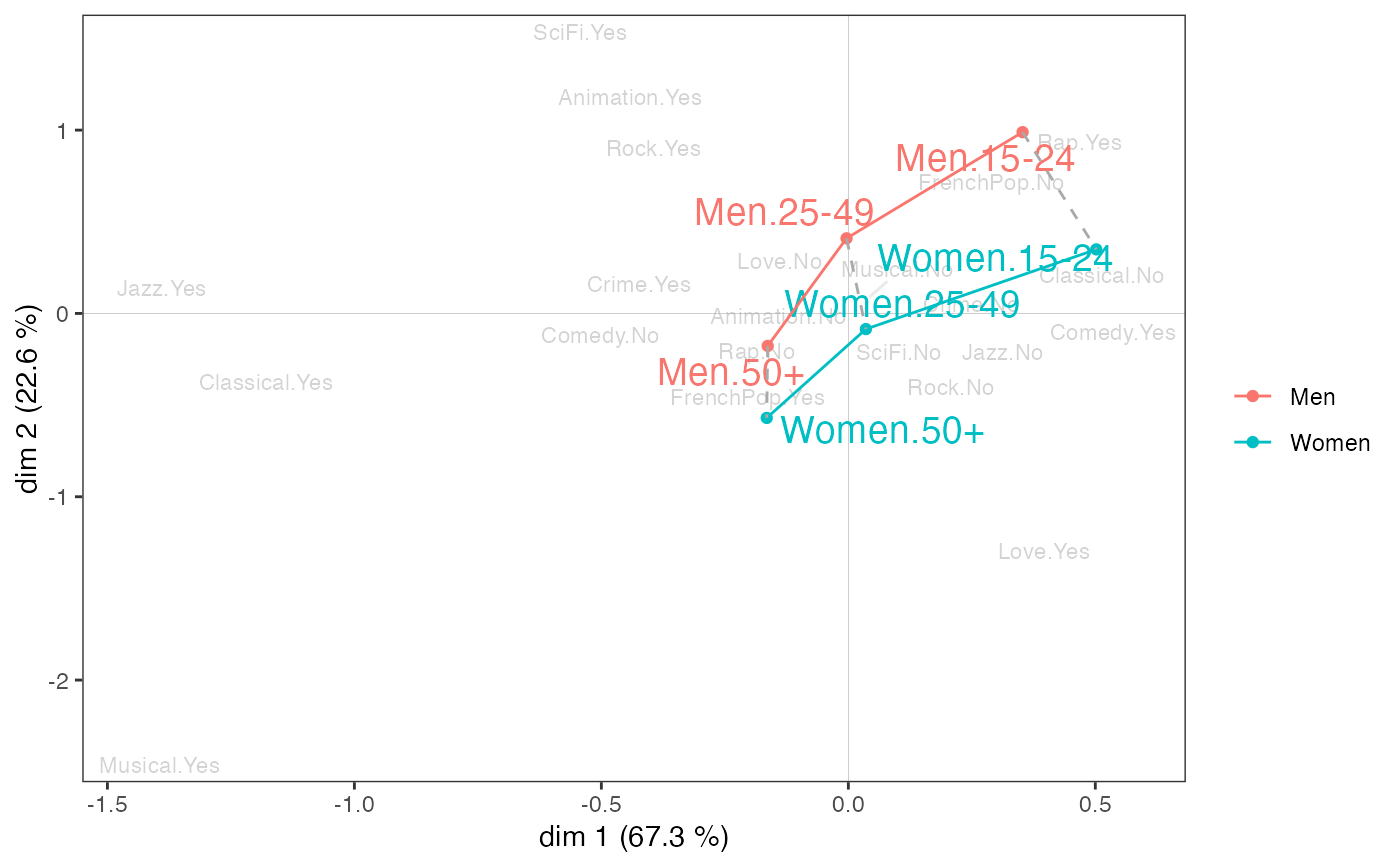 SciFi.Yes
Animation.Yes
Rock.Yes
Rap.Yes
Men.15-24
FrenchPop.No
Men.25-49
Love.No
Women.15-24
Musical.No
Classical.No
Crime.Yes
Jazz.Yes
Women.25-49
Crime.No
Animation.No
Comedy.No
Comedy.Yes
Rap.No
SciFi.No
Jazz.No
Men.50+
Classical.Yes
Rock.No
FrenchPop.Yes
Women.50+
Love.Yes
Musical.Yes
1
0
-1
-2
dim 2 (22.6 %)
-1.5
-1.0
-0.5
0.0
0.5
dim 1 (67.3 %)
Men
Women